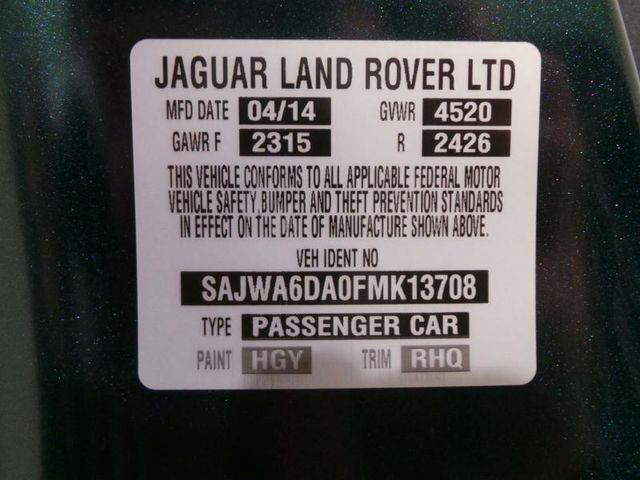 JAGUAR LAND ROVER LTD
MFD DATE 04/14 GVWR 4520
GAWR F 2315 R 2426
THIS VEHICLE CONFORMS TO ALL APPLICABLE FEDERAL MOTOR
VEHICLE SAFETY, BUMPER AND THEFT PREVENTION STANDARDS
IN EFFECT ON THE DATE OF MANUFACTURE SHOWN ABOVE.
VEH IDENT NO
SAJWA6DA0FMK13708
TYPE PASSENGER CAR
PAINT HGY TRIM RHQ